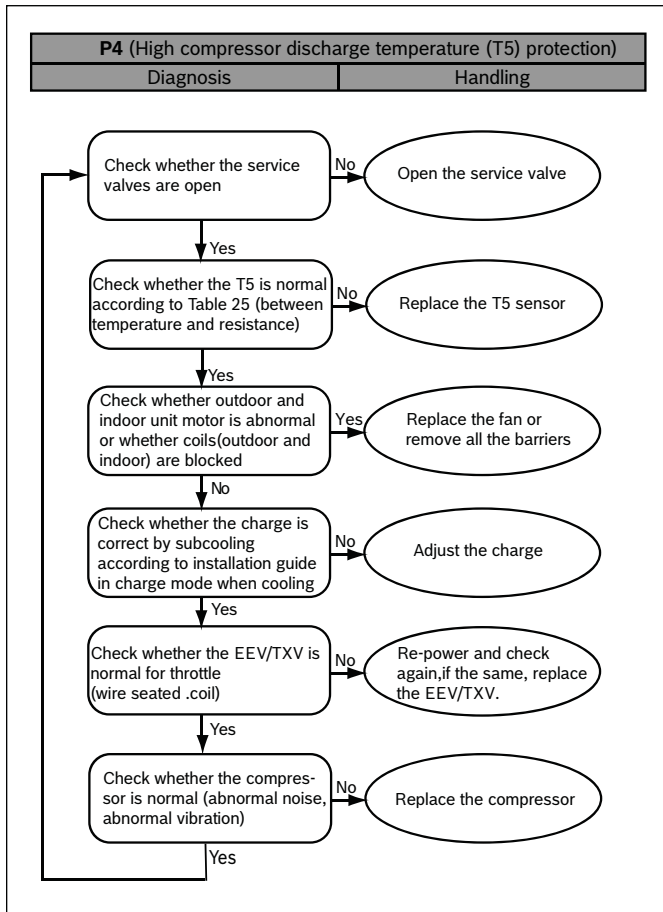 P4 (High compressor discharge temperature (T5) protection)
Diagnosis
Handling
Check whether the service
valves are open
No
Open the service valve
Yes
Check whether the T5 is normal
according to Table 25 (between
temperature and resistance)
No
Replace the T5 sensor
Yes
Check whether outdoor and
indoor unit motor is abnormal
or whether coils(outdoor and
indoor) are blocked
Yes
Replace the fan or
remove all the barriers
No
Check whether the charge is
correct by subcooling
according to installation guide
in charge mode when cooling
No
Adjust the charge
Yes
Check whether the EEV/TXV is
normal for throttle
(wire seated .coil)
No
Re-power and check
again,if the same, replace
the EEV/TXV.
Yes
Check whether the compres-
sor is normal (abnormal noise,
abnormal vibration)
No
Replace the compressor
Yes